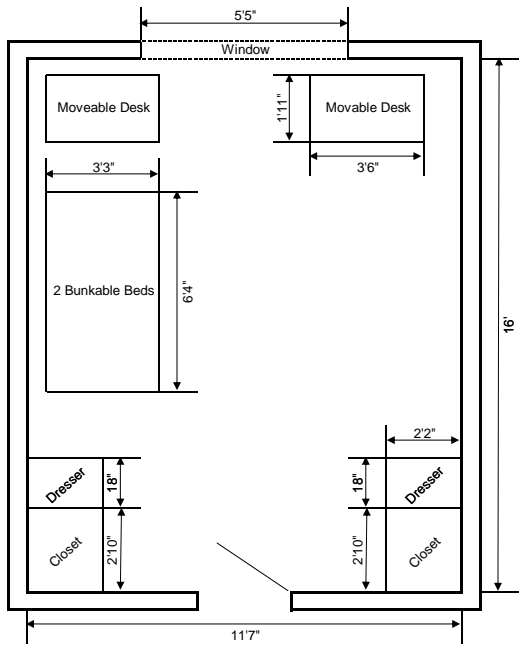 5'5"
Window
Moveable Desk
Movable Desk
1'11"
3'3"
3'6"
2 Bunkable Beds
6'4"
16'
2'2"
Dresser
18"
18"
Dresser
Closet
2'10"
2'10"
Closet
11'7"